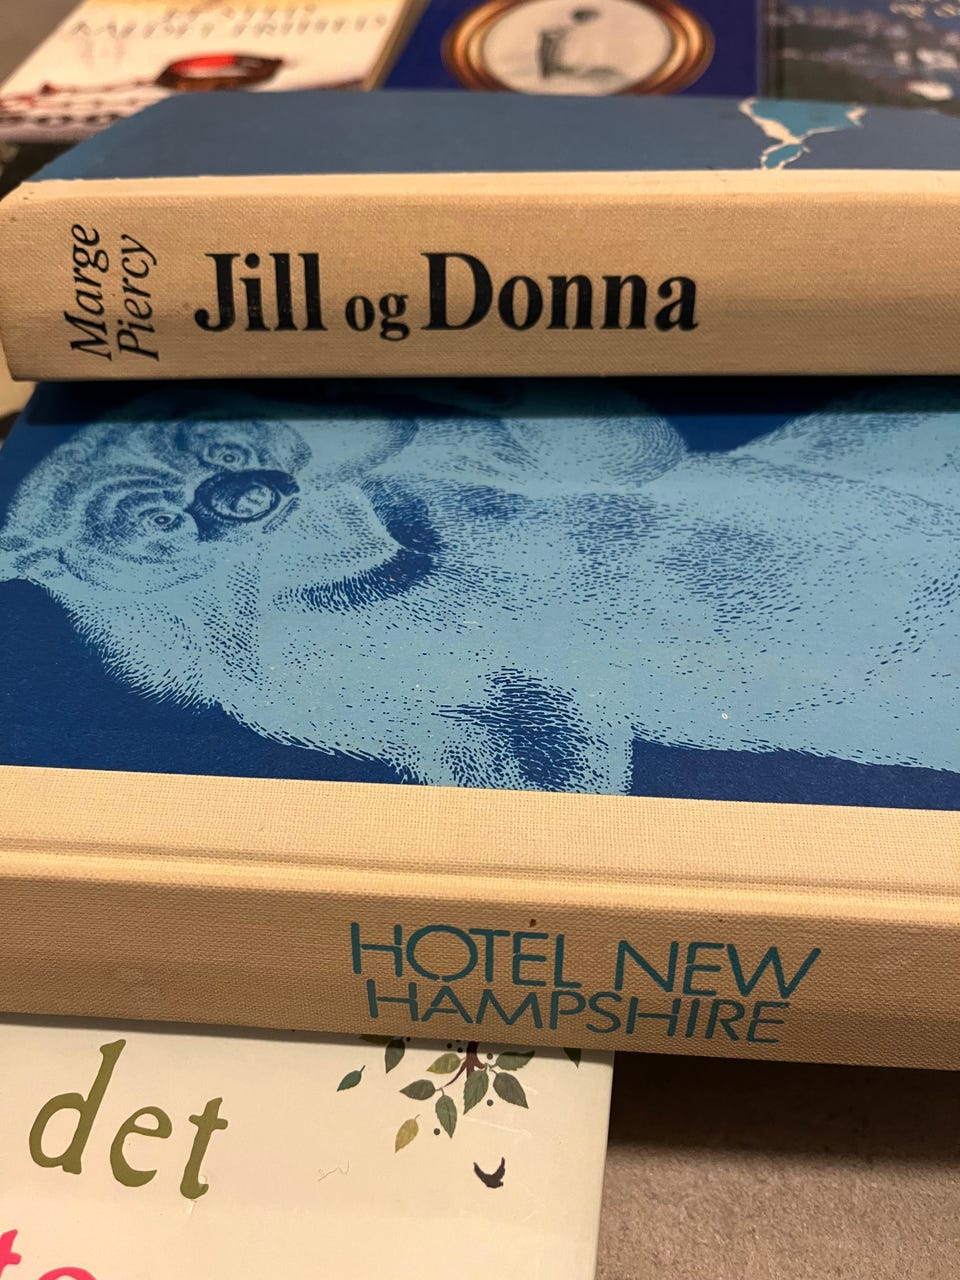 Marge
Piercy
Jill og Donna
HOTEL NEW
HAMPSHIRE
det